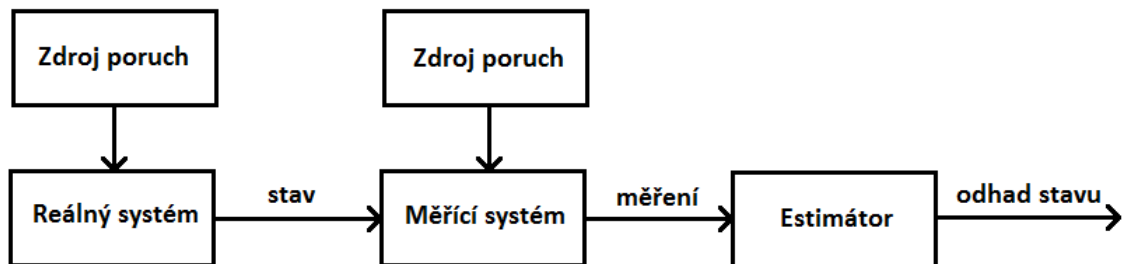 Zdroj poruch
Zdroj poruch
Reálný systém
stav
Měřící systém
měření
Estimátor
odhad stavu